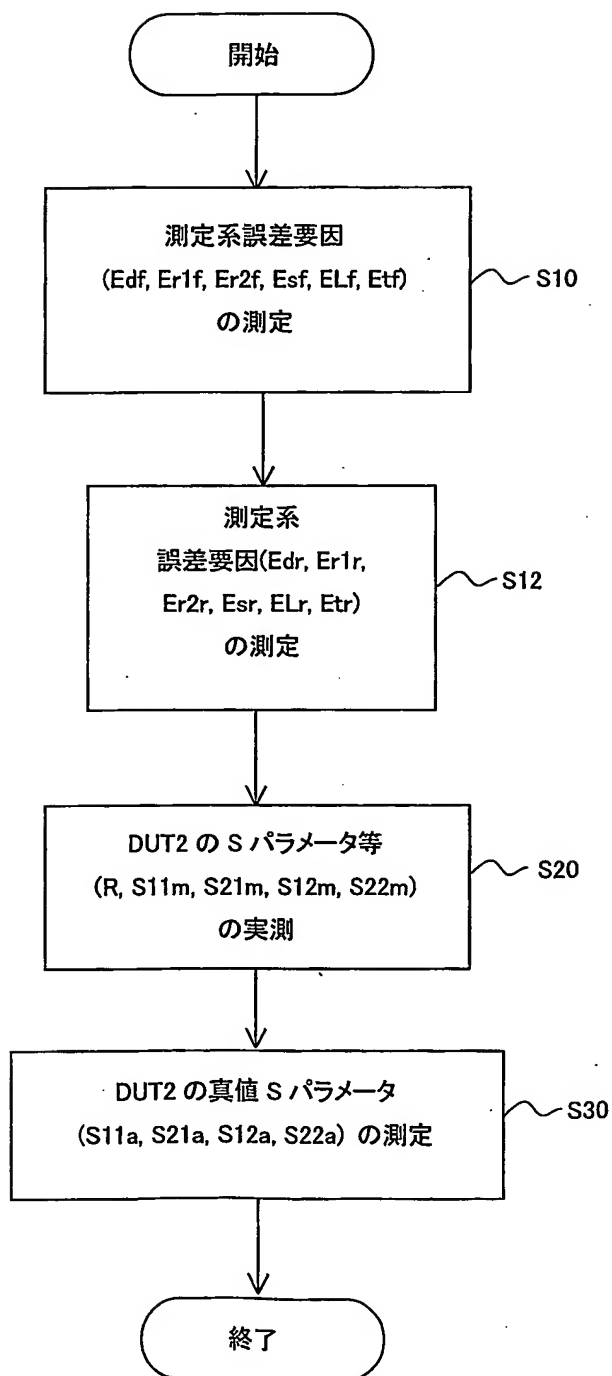 開始
測定系誤差要因
(Edf, Er1f, Er2f, Esf, ELf, Etf)
の測定
S10
測定系
誤差要因(Edr, Er1r,
Er2r, Esr, ELr, Etr)
の測定
S12
DUT2 の S パラメータ等
(R, S11m, S21m, S12m, S22m)
の実測
S20
DUT2 の真値 S パラメータ
(S11a, S21a, S12a, S22a) の測定
S30
終了